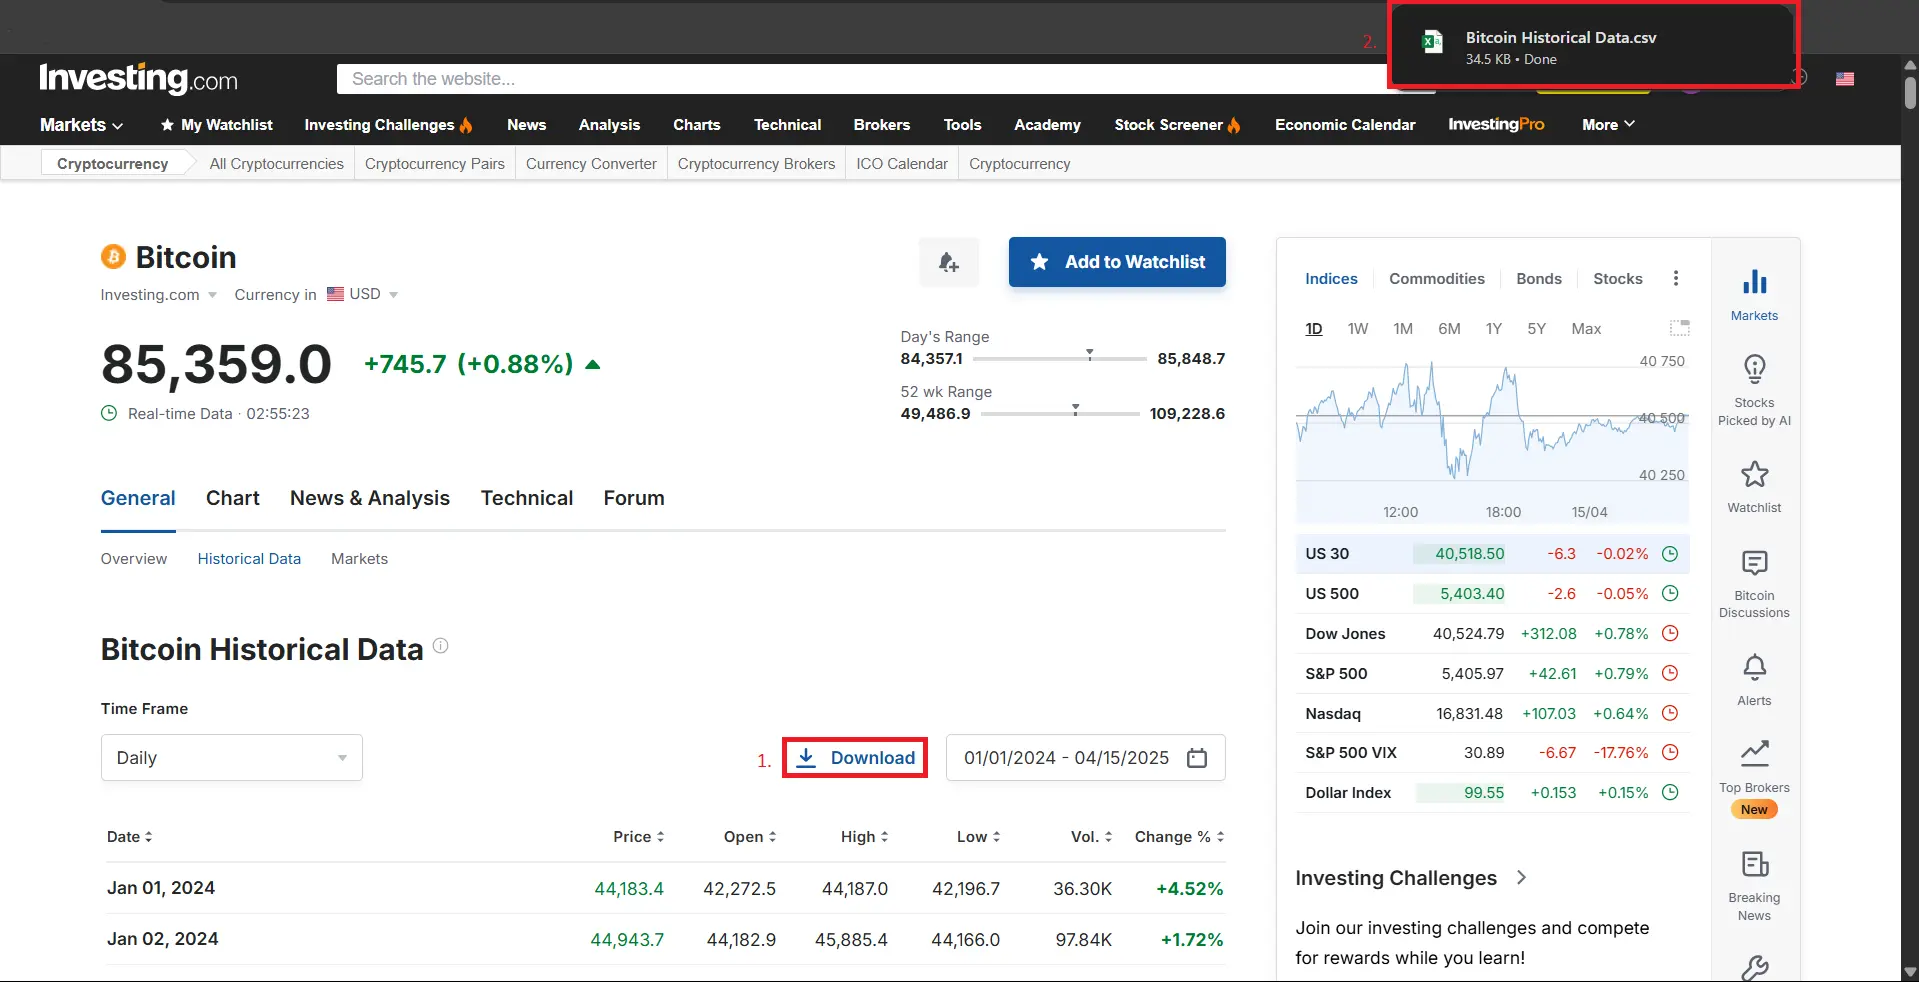 2.
Bitcoin Historical Data.csv
34.5 KB • Done
Investing.com
Search the website...
Markets
My Watchlist
Investing Challenges
News
Analysis
Charts
Technical
Brokers
Tools
Academy
Stock Screener
Economic Calendar
InvestingPro
More
Cryptocurrency
All Cryptocurrencies
Cryptocurrency Pairs
Currency Converter
Cryptocurrency Brokers
ICO Calendar
Cryptocurrency
Bitcoin
Add to Watchlist
Investing.com
Currency in
USD
85,359.0
+745.7 (+0.88%)
Real-time Data · 02:55:23
Day's Range
84,357.1
85,848.7
52 wk Range
49,486.9
109,228.6
General
Chart
News & Analysis
Technical
Forum
Overview
Historical Data
Markets
Bitcoin Historical Data
Time Frame
Daily
1.
Download
01/01/2024 - 04/15/2025
Date Price Open High Low Vol. Change %
Jan 01, 2024 44,183.4 42,272.5 44,187.0 42,196.7 36.30K +4.52%
Jan 02, 2024 44,943.7 44,182.9 45,885.4 44,166.0 97.84K +1.72%
Indices
Commodities
Bonds
Stocks
1D 1W 1M 6M 1Y 5Y Max
40 750
40 500
40 250
12:00 18:00 15/04
US 30 40,518.50 -6.3 -0.02%
US 500 5,403.40 -2.6 -0.05%
Dow Jones 40,524.79 +312.08 +0.78%
S&P 500 5,405.97 +42.61 +0.79%
Nasdaq 16,831.48 +107.03 +0.64%
S&P 500 VIX 30.89 -6.67 -17.76%
Dollar Index 99.55 +0.153 +0.15%
Investing Challenges
Join our investing challenges and compete
for rewards while you learn!
Markets
Stocks
Picked by AI
Watchlist
Bitcoin
Discussions
Alerts
Top Brokers
New
Breaking
News